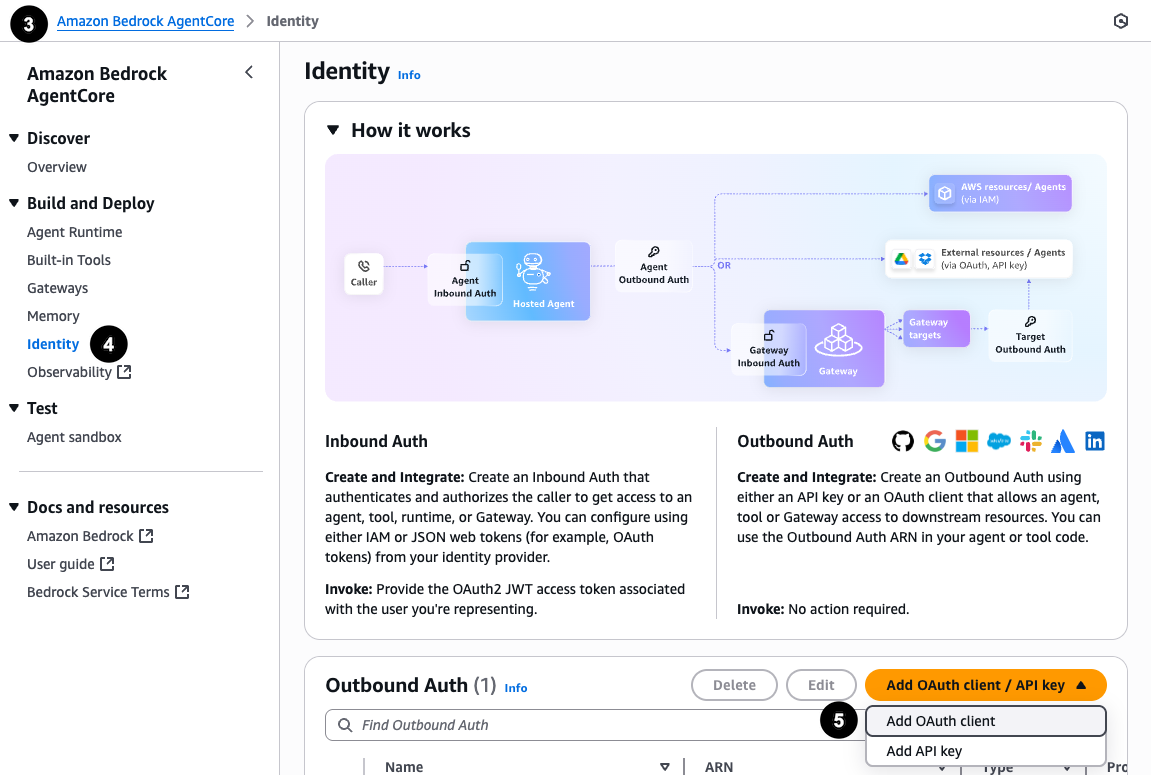 3
Amazon Bedrock AgentCore > Identity
Amazon Bedrock
AgentCore
Discover
Overview
Build and Deploy
Agent Runtime
Built-in Tools
Gateways
Memory
Identity
4
Observability
Test
Agent sandbox
Docs and resources
Amazon Bedrock
User guide
Bedrock Service Terms
Identity Info
How it works
Caller
Agent
Inbound Auth
Hosted Agent
Agent
Outbound Auth
OR
AWS resources/ Agents
(via IAM)
External resources / Agents
(via OAuth, API key)
Gateway
Inbound Auth
Gateway
Gateway
targets
Target
Outbound Auth
Inbound Auth
Create and Integrate: Create an Inbound Auth that
authenticates and authorizes the caller to get access to an
agent, tool, runtime, or Gateway. You can configure using
either IAM or JSON web tokens (for example, OAuth
tokens) from your identity provider.
Invoke: Provide the OAuth2 JWT access token associated
with the user you're representing.
Outbound Auth
Create and Integrate: Create an Outbound Auth using
either an API key or an OAuth client that allows an agent,
tool or Gateway access to downstream resources. You can
use the Outbound Auth ARN in your agent or tool code.
Invoke: No action required.
Outbound Auth (1) Info
Delete
Edit
Add OAuth client / API key
Find Outbound Auth
5
Add OAuth client
Add API key
Name
ARN
Type